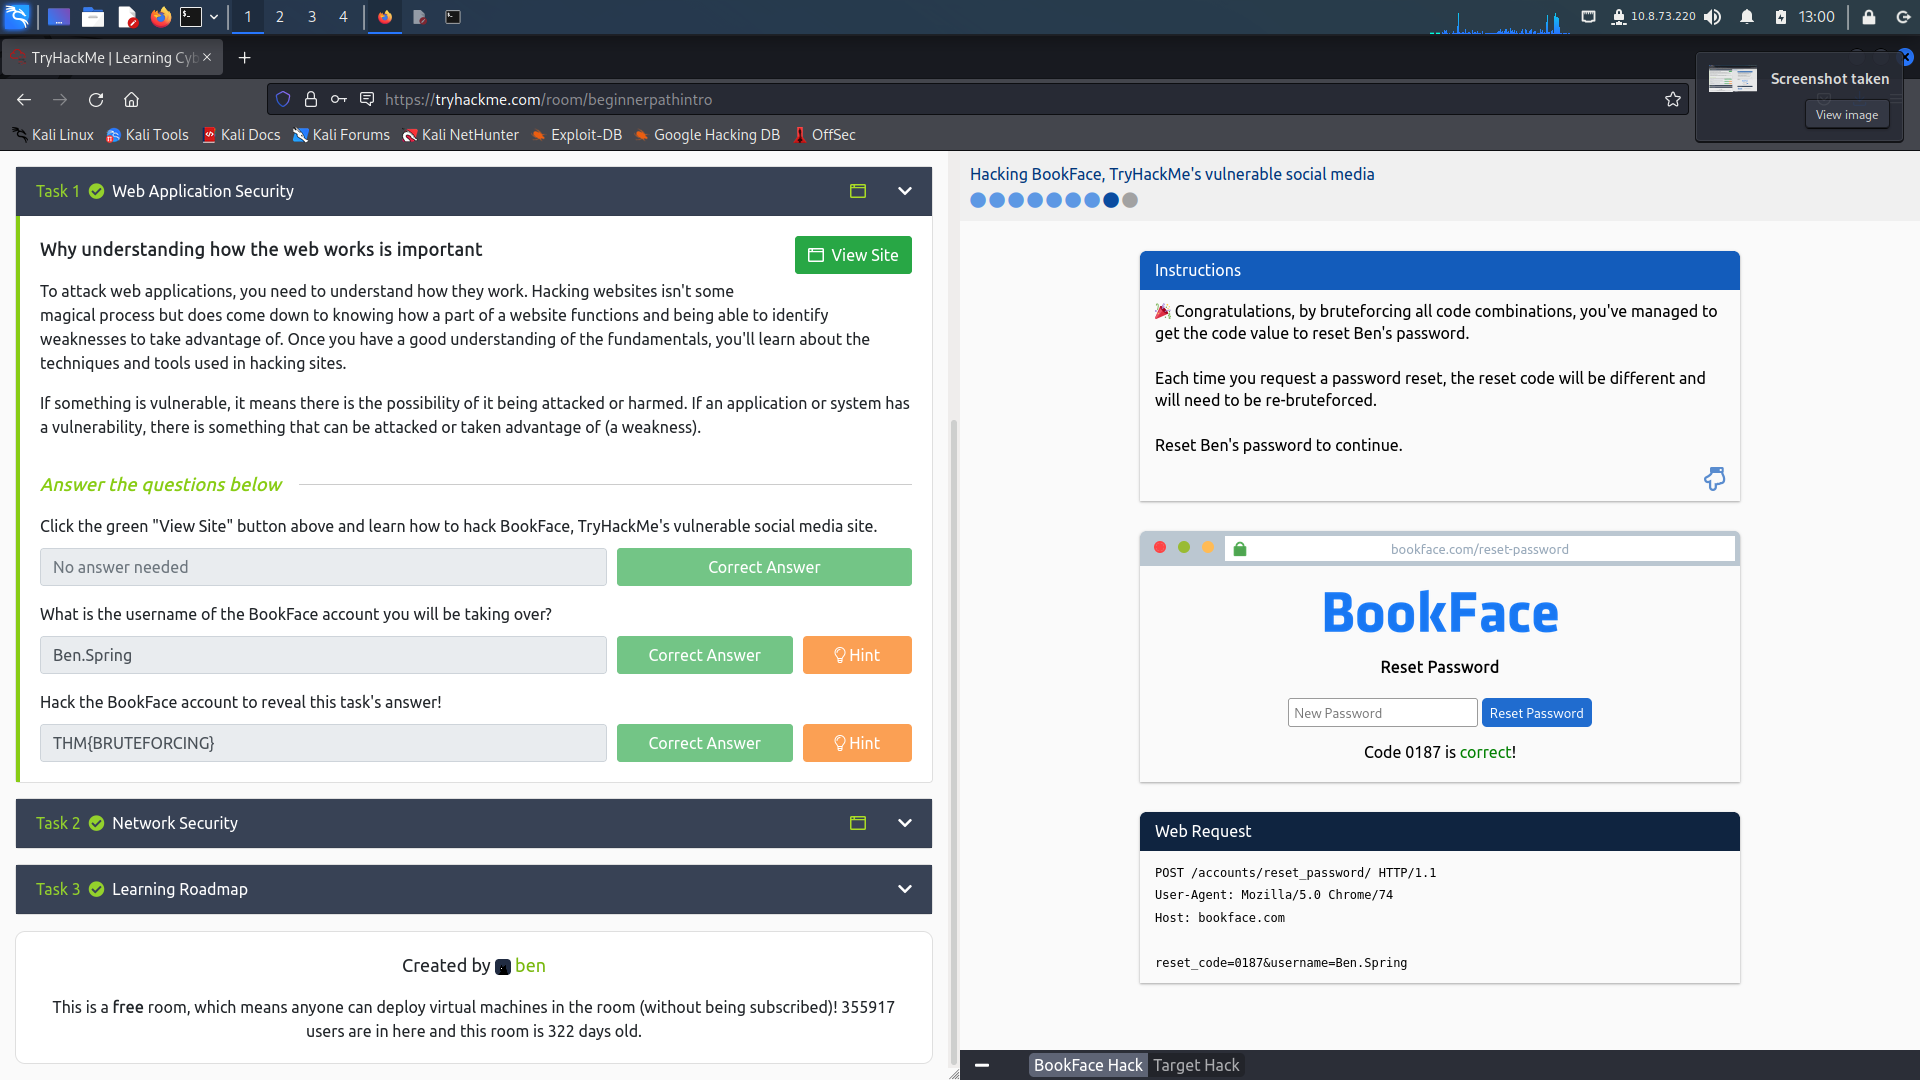 1
2
3
4
10.8.73.220
13:00
TryHackMe | Learning Cyb
Screenshot taken
View image
https://tryhackme.com/room/beginnerpathintro
Kali Linux
Kali Tools
Kali Docs
Kali Forums
Kali NetHunter
Exploit-DB
Google Hacking DB
OffSec
Task 1 Web Application Security
Why understanding how the web works is important
View Site
To attack web applications, you need to understand how they work. Hacking websites isn't some
magical process but does come down to knowing how a part of a website functions and being able to identify
weaknesses to take advantage of. Once you have a good understanding of the fundamentals, you'll learn about the
techniques and tools used in hacking sites.
If something is vulnerable, it means there is the possibility of it being attacked or harmed. If an application or system has
a vulnerability, there is something that can be attacked or taken advantage of (a weakness).
Answer the questions below
Click the green "View Site" button above and learn how to hack BookFace, TryHackMe's vulnerable social media site.
No answer needed
Correct Answer
What is the username of the BookFace account you will be taking over?
Ben.Spring
Correct Answer
Hint
Hack the BookFace account to reveal this task's answer!
THM{BRUTEFORCING}
Correct Answer
Hint
Task 2 Network Security
Task 3 Learning Roadmap
Created by ben
This is a free room, which means anyone can deploy virtual machines in the room (without being subscribed)! 355917
users are in here and this room is 322 days old.
Hacking BookFace, TryHackMe's vulnerable social media
Instructions
Congratulations, by bruteforcing all code combinations, you've managed to
get the code value to reset Ben's password.
Each time you request a password reset, the reset code will be different and
will need to be re-bruteforced.
Reset Ben's password to continue.
bookface.com/reset-password
BookFace
Reset Password
New Password
Reset Password
Code 0187 is correct!
Web Request
POST /accounts/reset_password/ HTTP/1.1
User-Agent: Mozilla/5.0 Chrome/74
Host: bookface.com
reset_code=0187&username=Ben.Spring
BookFace Hack
Target Hack